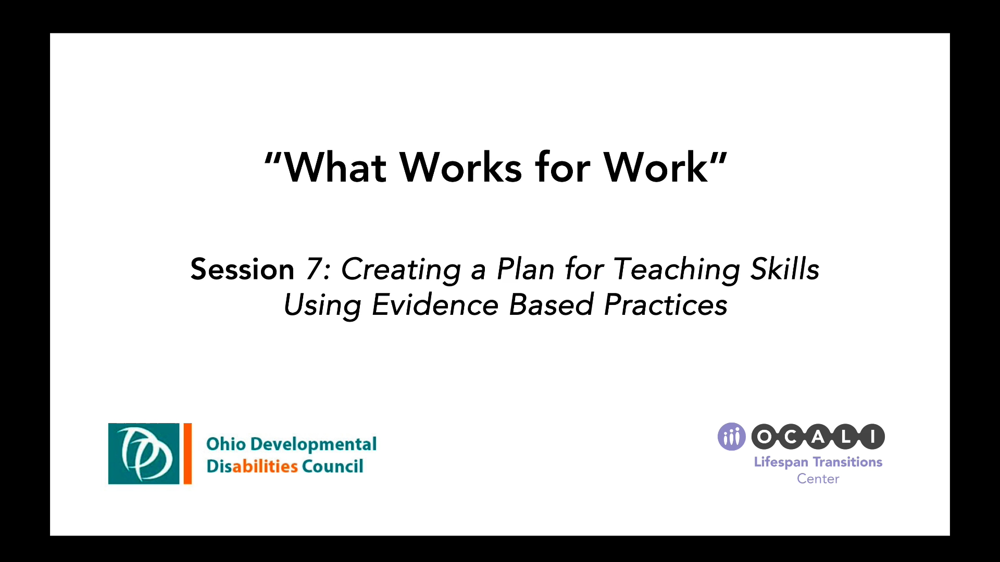 “What Works for Work”
Session 7: Creating a Plan for Teaching Skills
Using Evidence Based Practices
Ohio Developmental
Disabilities Council
OCALI
Lifespan Transitions
Center